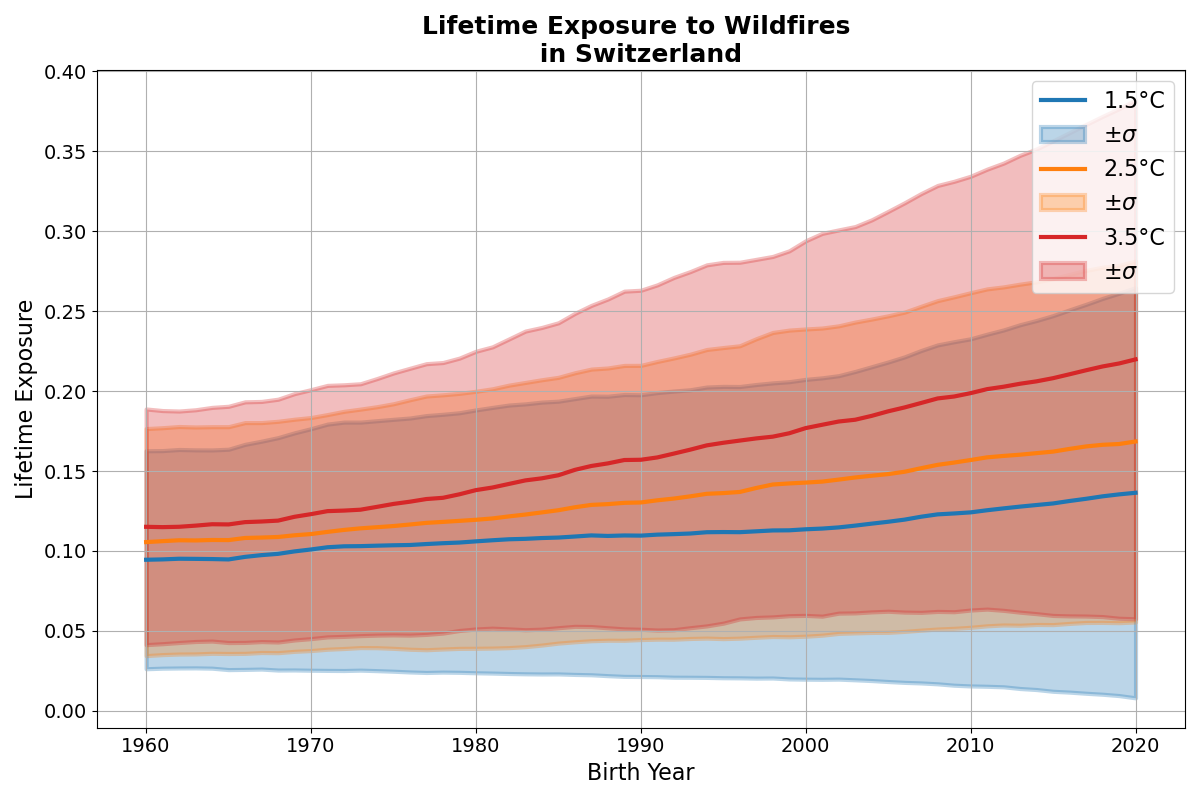 Lifetime Exposure to Wildfires
in Switzerland
0.40
0.35
0.30
0.25
0.20
0.15
0.10
0.05
0.00
Lifetime Exposure
1.5°C
±σ
2.5°C
±σ
3.5°C
±σ
1960 1970 1980 1990 2000 2010 2020
Birth Year